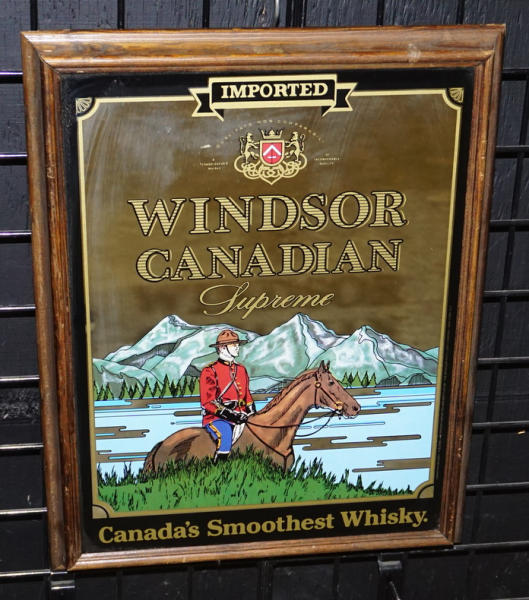 IMPORTED
WINDSOR
CANADIAN
Supreme
Canada's Smoothest Whisky.